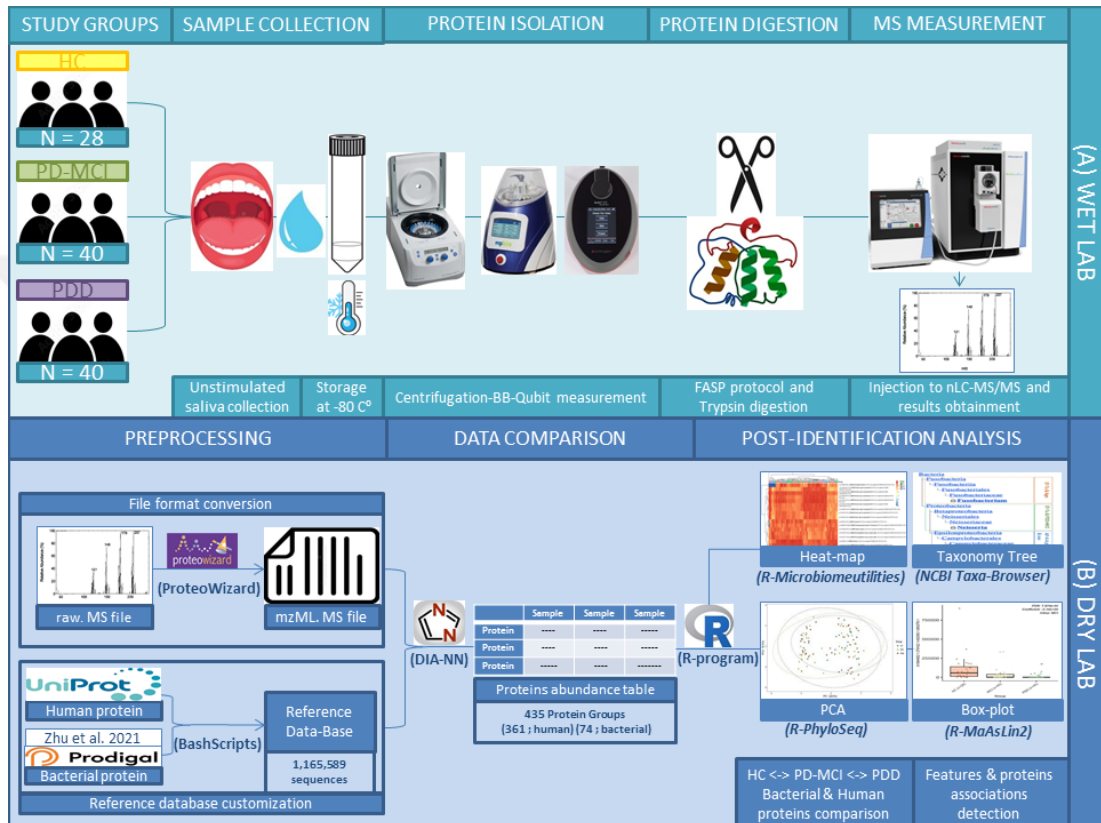 STUDY GROUPS
SAMPLE COLLECTION
PROTEIN ISOLATION
PROTEIN DIGESTION
MS MEASUREMENT
HC
N = 28
PD-MCI
N = 40
PDD
N = 40
Unstimulated
saliva collection
Storage
at -80 Cº
Centrifugation-BB-Qubit measurement
FASP protocol and
Trypsin digestion
Injection to nLC-MS/MS and
results obtainment
(A) WET LAB
PREPROCESSING
DATA COMPARISON
POST-IDENTIFICATION ANALYSIS
File format conversion
proteowizard
(ProteoWizard)
raw. MS file
mzML. MS file
UniProt
Human protein
Zhu et al. 2021
Prodigal
Bacterial protein
(BashScripts)
Reference
Data-Base
1,165,589
sequences
Reference database customization
N
N
(DIA-NN)
Sample Sample Sample
Protein ---- ---- -----
Protein ---- ---- ----
Protein ----- ---- -------
Proteins abundance table
435 Protein Groups
(361 ; human) (74 ; bacterial)
R
(R-program)
Heat-map
(R-Microbiomeutilities)
Taxonomy Tree
(NCBI Taxa-Browser)
PCA
(R-PhyloSeq)
Box-plot
(R-MaAsLin2)
HC <-> PD-MCI <-> PDD
Bacterial & Human
proteins comparison
Features & proteins
associations
detection
(B) DRY LAB